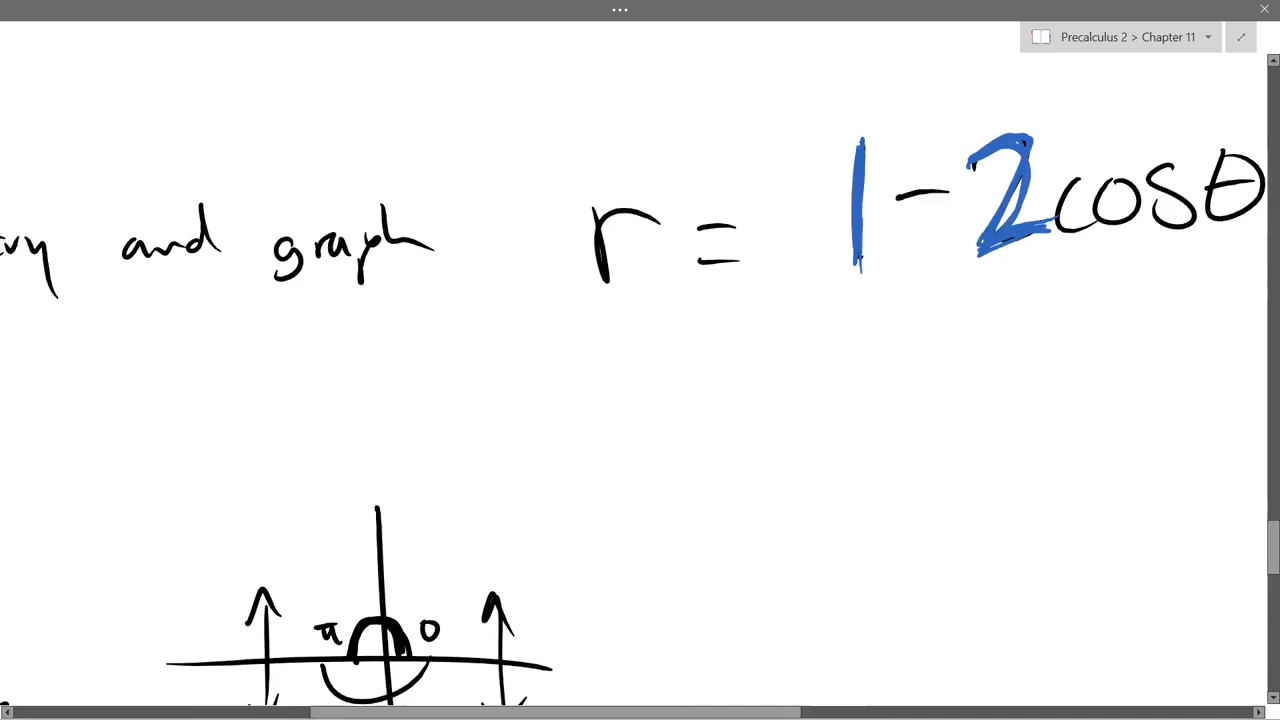 Precalculus 2 > Chapter 11
and graph r = 1 - 2cosθ
π 0